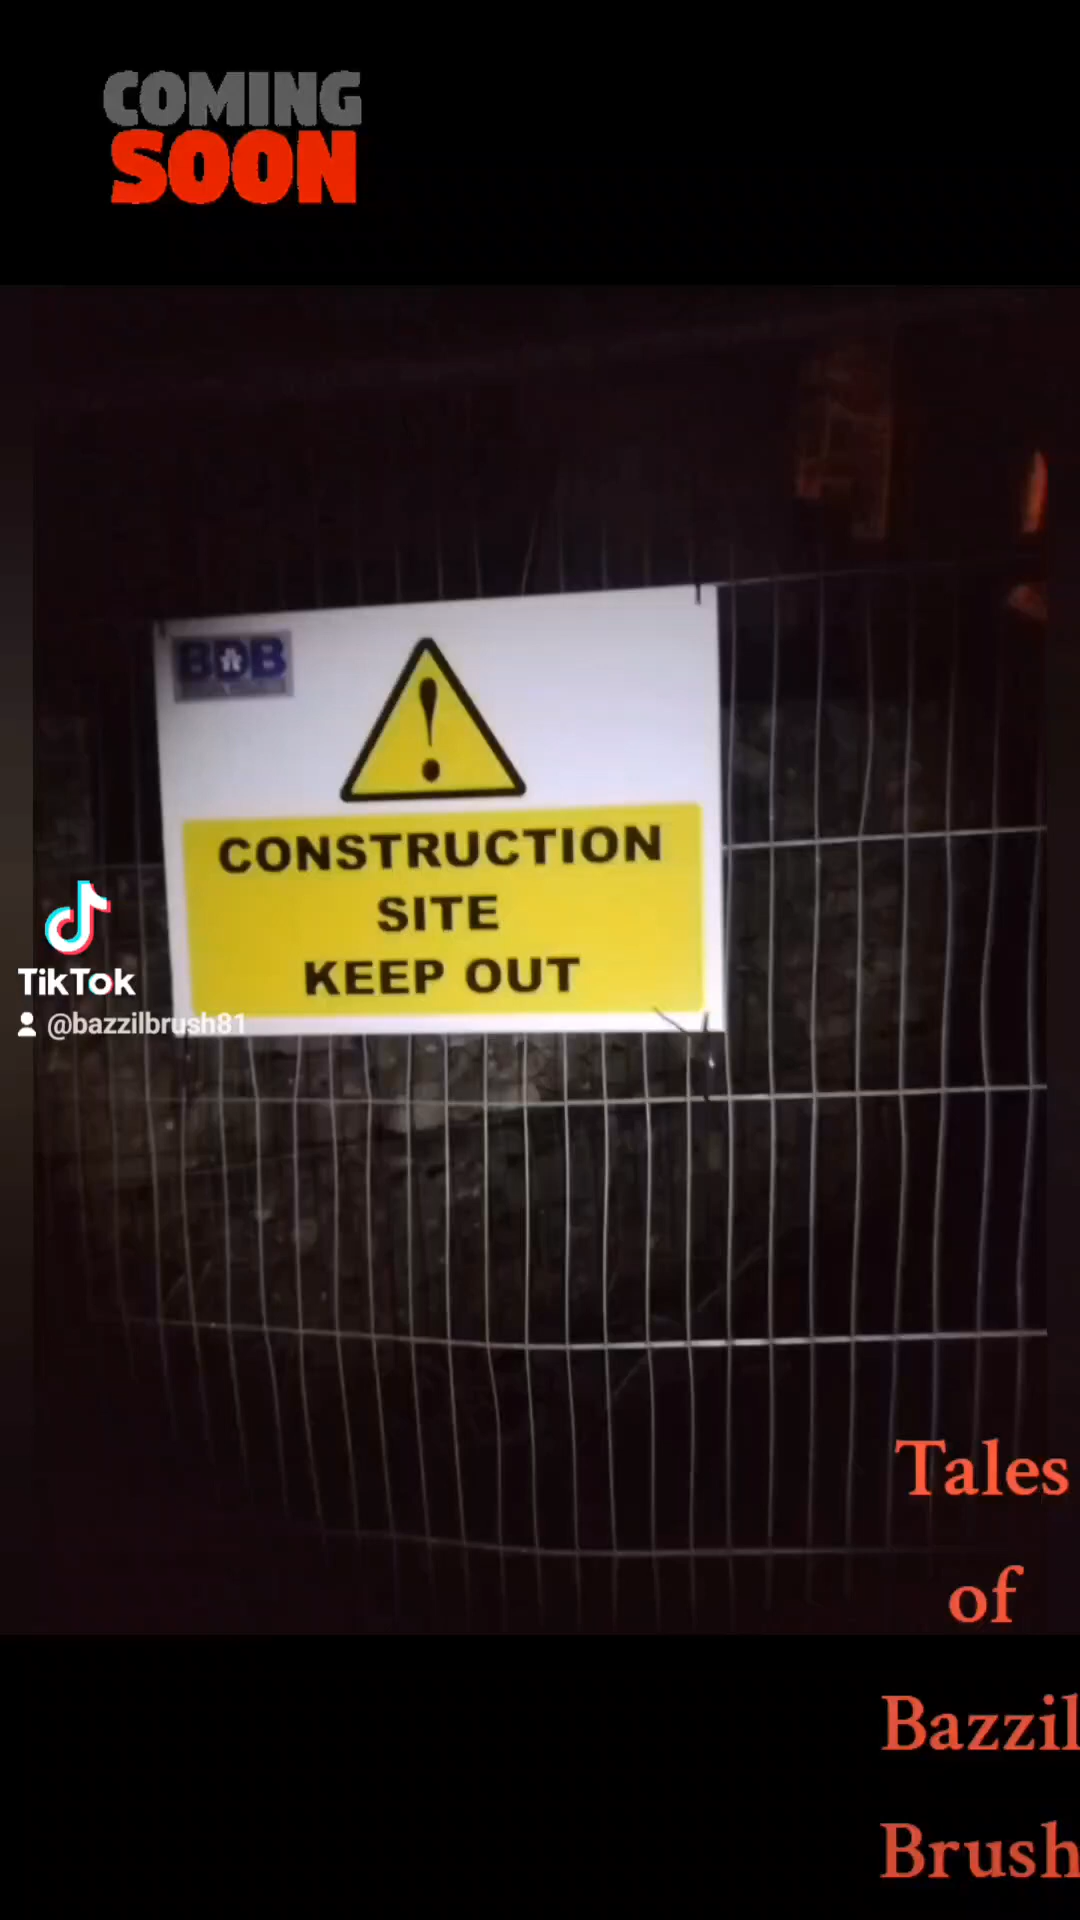 COMING
SOON
BDB
CONSTRUCTION
SITE
KEEP OUT
TikTok
@bazzilbrush81
Tales
of
Bazzil
Brush